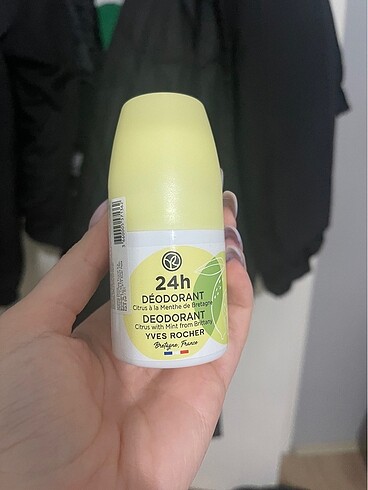 24h
DÉODORANT
Citrus à la Menthe de Bretagne
DEODORANT
Citrus with Mint from Brittany
YVES ROCHER
Bretagne, France